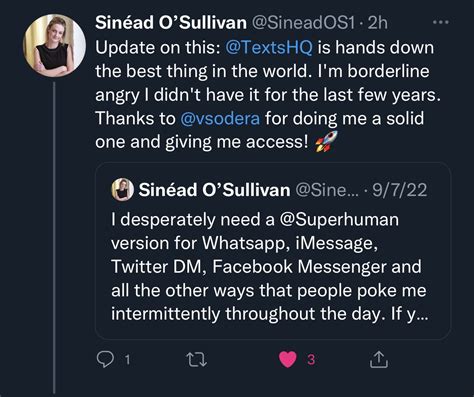 Sinéad O’Sullivan @SineadOS1 · 2h
Update on this: @TextsHQ is hands down
the best thing in the world. I'm borderline
angry I didn't have it for the last few years.
Thanks to @vsodera for doing me a solid
one and giving me access! 🚀
Sinéad O’Sullivan @Sine... · 9/7/22
I desperately need a @Superhuman
version for Whatsapp, iMessage,
Twitter DM, Facebook Messenger and
all the other ways that people poke me
intermittently throughout the day. If y...
1 3